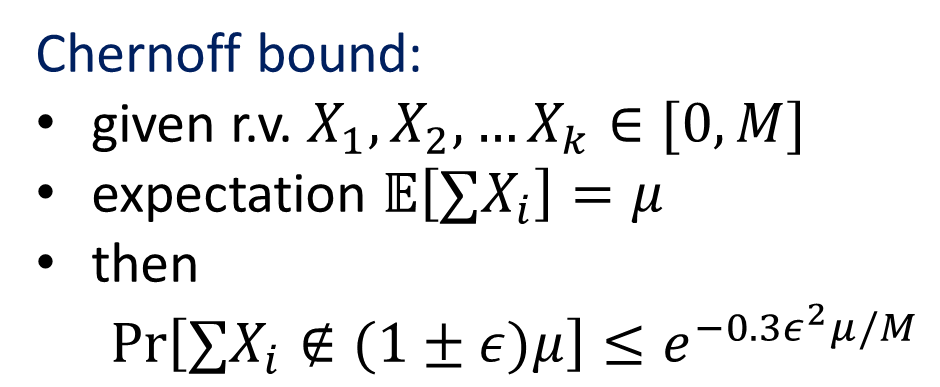 Chernoff bound:
• given r.v. 𝑋₁, 𝑋₂, … 𝑋ₖ ∈ [0, 𝑀]
• expectation 𝔼[∑𝑋ᵢ] = 𝜇
• then
Pr[∑𝑋ᵢ ∉ (1 ± 𝜖)𝜇] ≤ 𝑒^{−0.3𝜖²𝜇/𝑀}